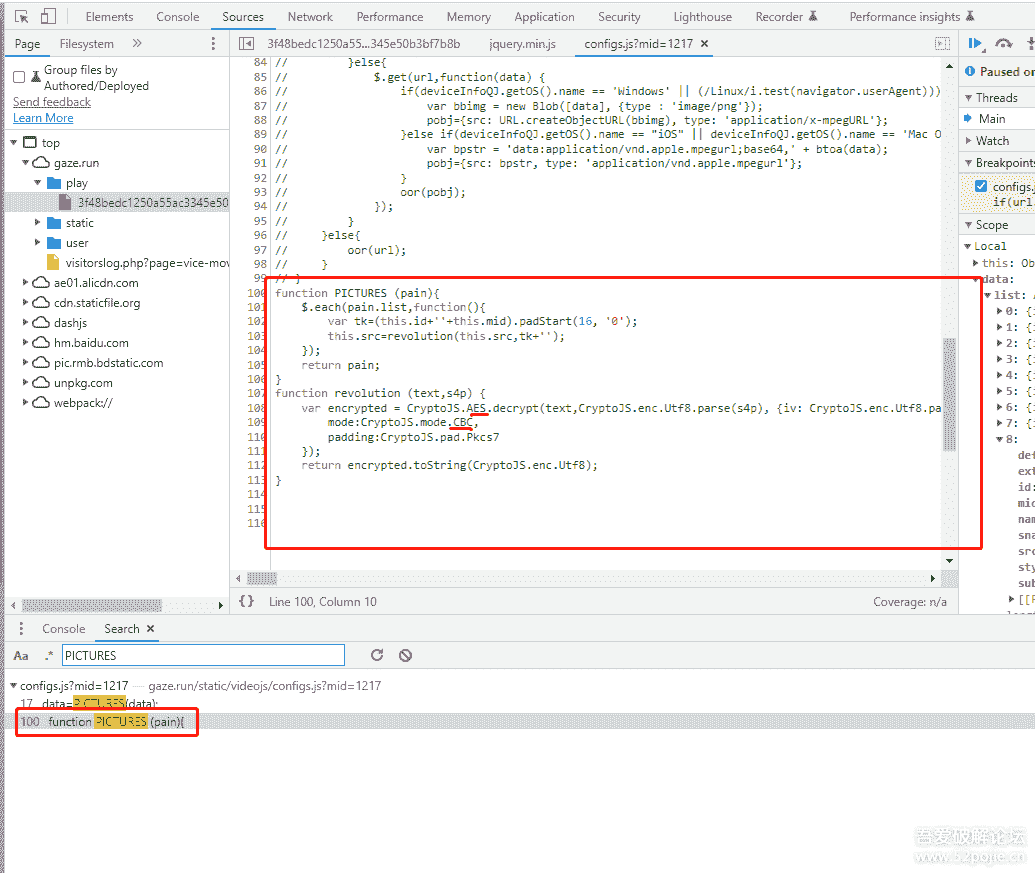 Elements Console Sources Network Performance Memory Application Security Lighthouse Recorder Performance insights
Page Filesystem » 3f48bedc1250a55...345e50b3bf7b8b jquery.min.js configs.js?mid=1217 ×
Group files by
Authored/Deployed
Send feedback
Learn More
top
gaze.run
play
3f48bedc1250a55ac3345e50
static
user
visitorslog.php?page=vice-mov
ae01.alicdn.com
cdn.staticfile.org
dashjs
hm.baidu.com
pic.rmb.bdstatic.com
unpkg.com
webpack://
84 // }else{
85 // $.get(url,function(data) {
86 // if(deviceInfoQJ.getOS().name == 'Windows' || (/Linux/i.test(navigator.userAgent)))
87 // var bbimg = new Blob([data], {type : 'image/png'});
88 // pobj={src: URL.createObjectURL(bbimg), type: 'application/x-mpegURL'};
89 // }else if(deviceInfoQJ.getOS().name == "iOS" || deviceInfoQJ.getOS().name == 'Mac O
90 // var bpstr = 'data:application/vnd.apple.mpegurl;base64,' + btoa(data);
91 // pobj={src: bpstr, type: 'application/vnd.apple.mpegurl'};
92 // }
93 // oor(pobj);
94 // });
95 // }
96 // }else{
97 // oor(url);
98 // }
99 // }
100 function PICTURES (pain){
101 $.each(pain.list,function(){
102 var tk=(this.id+''+this.mid).padStart(16, '0');
103 this.src=revolution(this.src,tk+'');
104 });
105 return pain;
106 }
107 function revolution (text,s4p) {
108 var encrypted = CryptoJS.AES.decrypt(text,CryptoJS.enc.Utf8.parse(s4p), {iv: CryptoJS.enc.Utf8.pa
109 mode:CryptoJS.mode.CBC,
110 padding:CryptoJS.pad.Pkcs7
111 });
112 return encrypted.toString(CryptoJS.enc.Utf8);
113 }
114
115
116
{} Line 100, Column 10 Coverage: n/a
Paused on
Threads
Main
Watch
Breakpoints
configs.
if(url
Scope
Local
this: Ob
data:
list:
0: {i
1: {i
2: {i
3: {i
4: {i
5: {i
6: {i
7: {i
8:
def
ext
id:
mid
nam
sna
src
sty
sub
[[P
Console Search ×
Aa .* PICTURES
configs.js?mid=1217 — gaze.run/static/videojs/configs.js?mid=1217
17 data=PICTURES(data);
100 function PICTURES (pain){
吾爱破解论坛
www.52pojie.cn